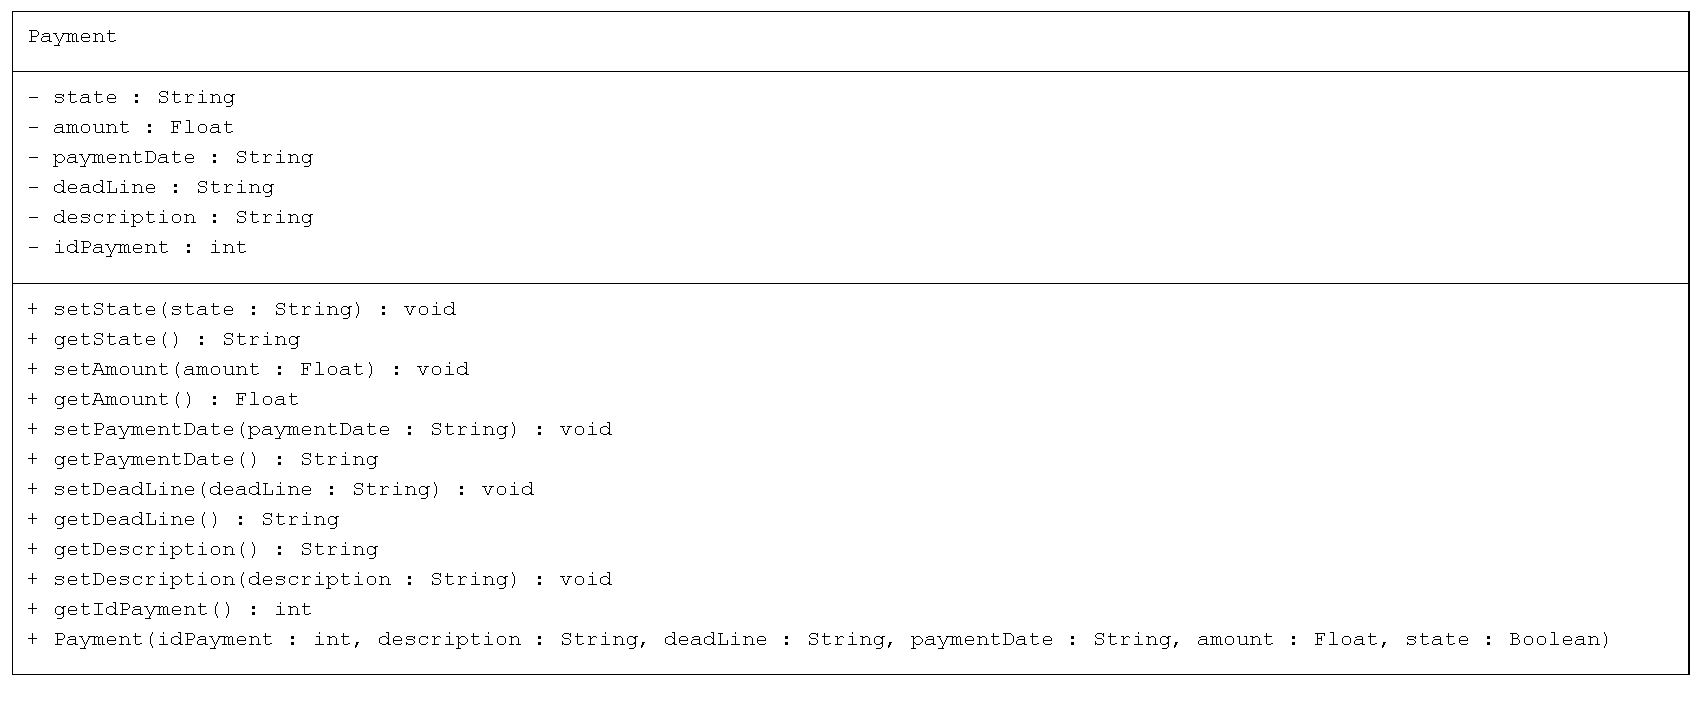 Payment
- state : String
- amount : Float
- paymentDate : String
- deadLine : String
- description : String
- idPayment : int
+ setState(state : String) : void
+ getState() : String
+ setAmount(amount : Float) : void
+ getAmount() : Float
+ setPaymentDate(paymentDate : String) : void
+ getPaymentDate() : String
+ setDeadLine(deadLine : String) : void
+ getDeadLine() : String
+ getDescription() : String
+ setDescription(description : String) : void
+ getIdPayment() : int
+ Payment(idPayment : int, description : String, deadLine : String, paymentDate : String, amount : Float, state : Boolean)